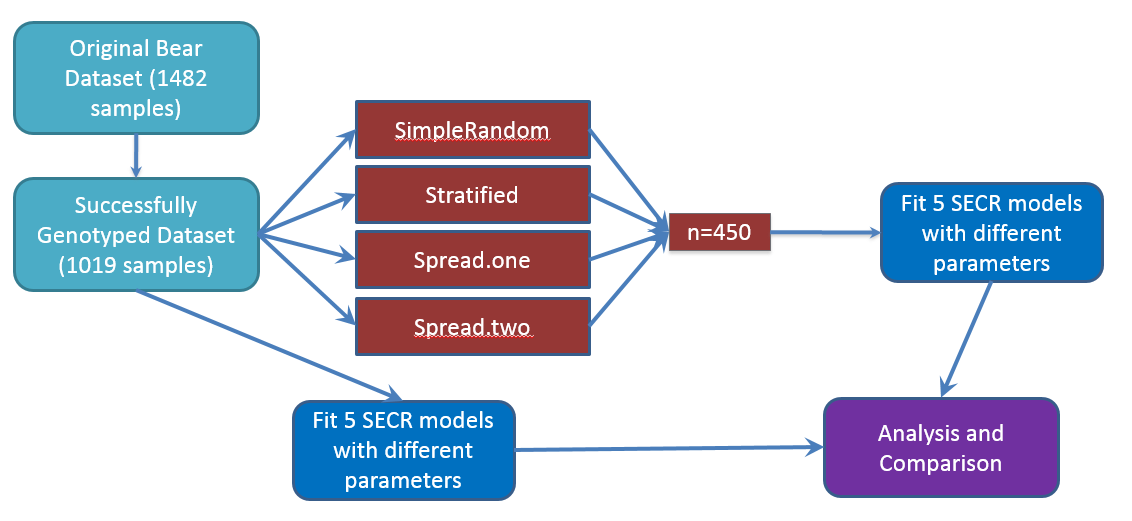 Original Bear
Dataset (1482
samples)
Successfully
Genotyped Dataset
(1019 samples)
SimpleRandom
Stratified
Spread.one
Spread.two
n=450
Fit 5 SECR models
with different
parameters
Fit 5 SECR models
with different
parameters
Analysis and
Comparison